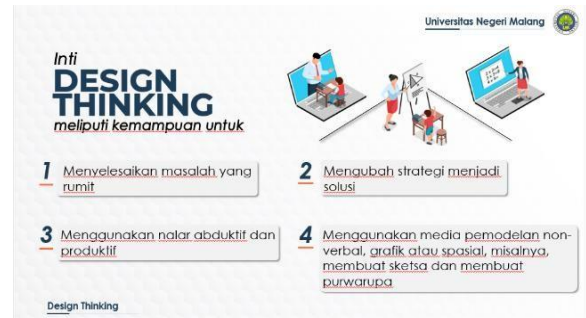 Universitas Negeri Malang
Inti
DESIGN
THINKING
meliputi kemampuan untuk
1 Menyelesaikan masalah yang
rumit
2 Mengubah strategi menjadi
solusi
3 Menggunakan nalar abduktif dan
produktif
4 Menggunakan media pemodelan non-
verbal, grafik atau spasial, misalnya,
membuat sketsa dan membuat
purwarupa
Design Thinking